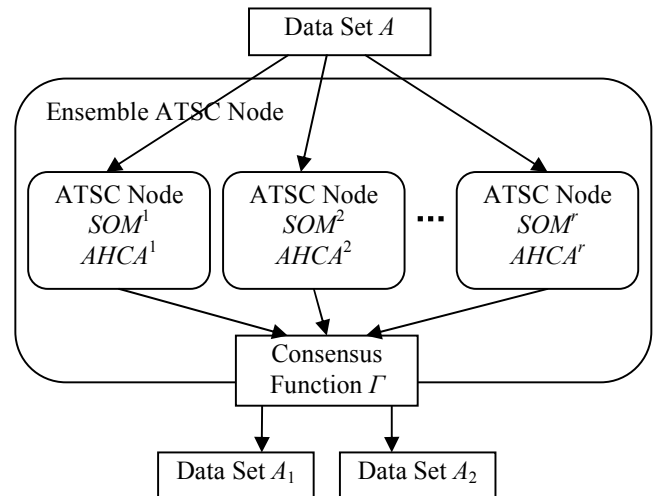 Data Set A
Ensemble ATSC Node
ATSC Node
SOM¹
AHCA¹
ATSC Node
SOM²
AHCA²
...
ATSC Node
SOMʳ
AHCAʳ
Consensus
Function Γ
Data Set A₁
Data Set A₂